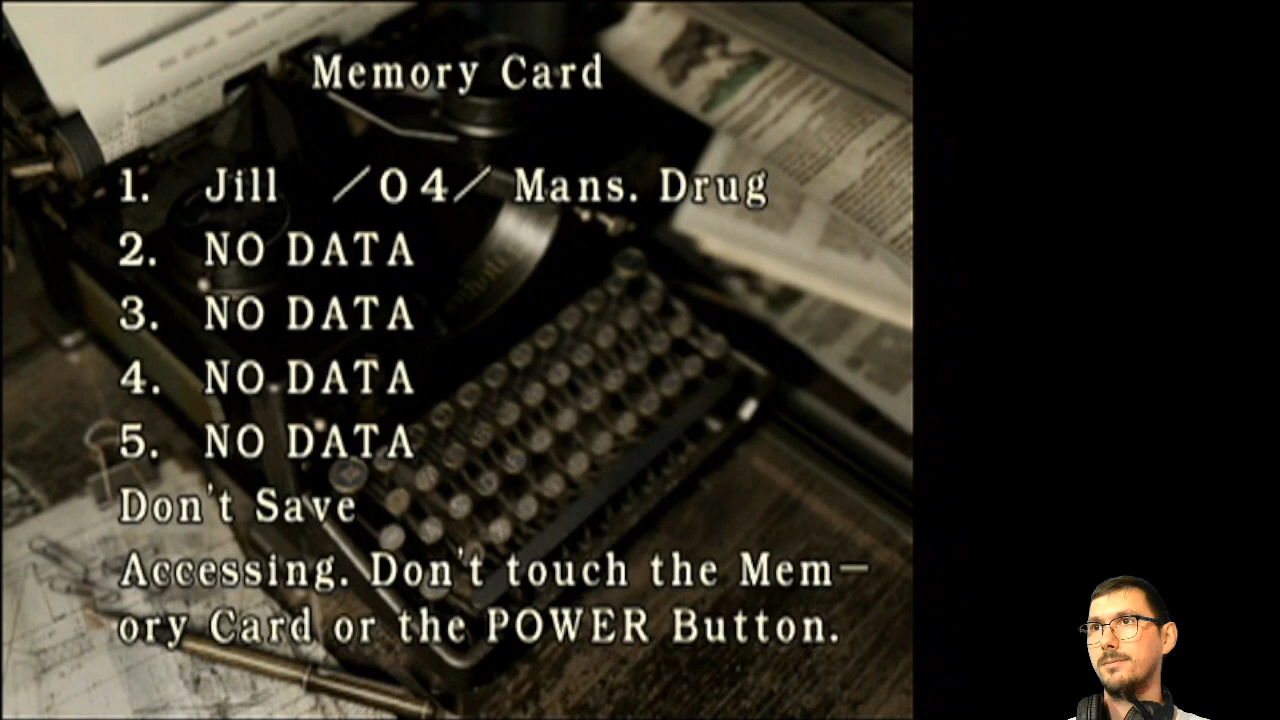 Memory Card
1. Jill ／04／ Mans. Drug
2. NO DATA
3. NO DATA
4. NO DATA
5. NO DATA
Don't Save
Accessing. Don't touch the Mem—
ory Card or the POWER Button.